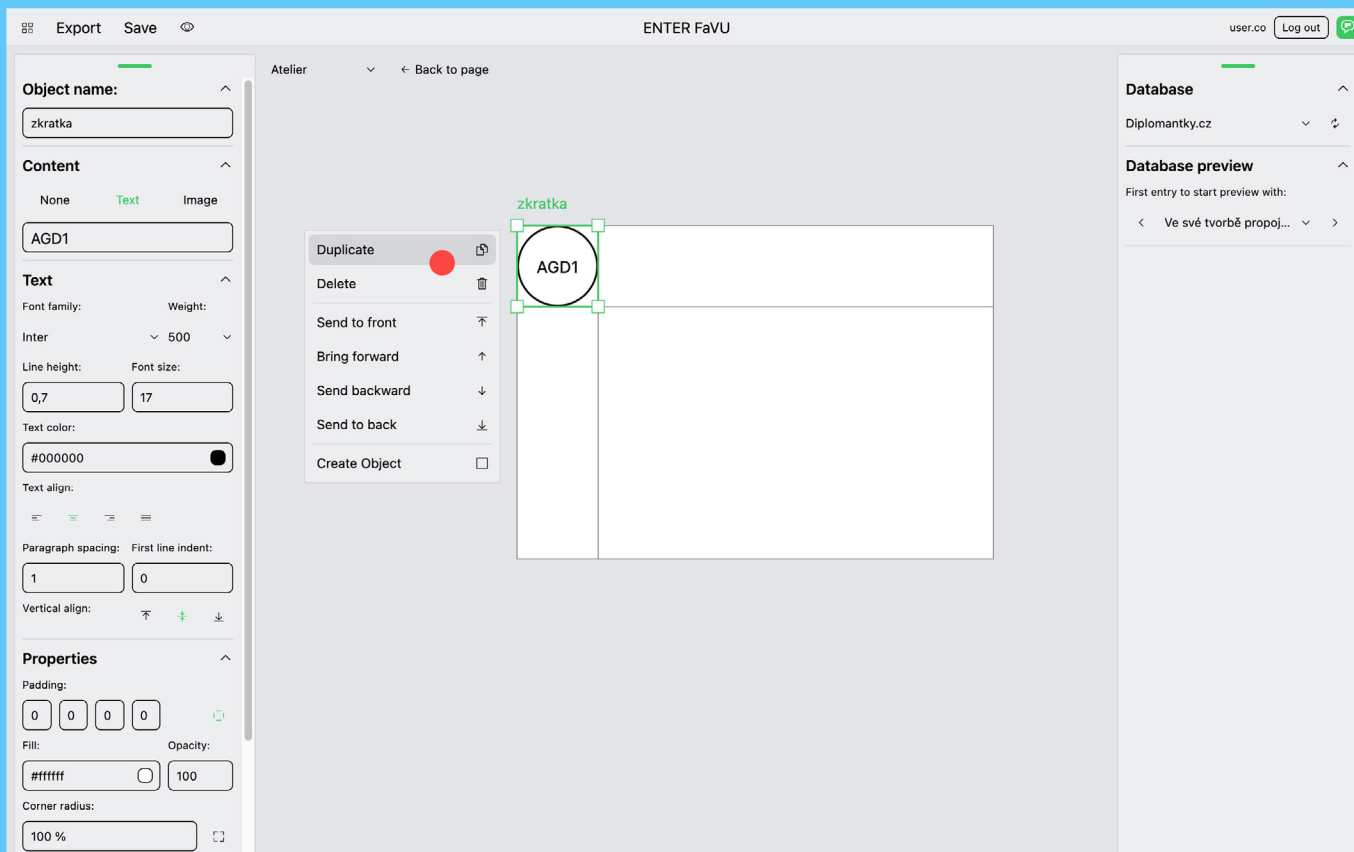 Export Save ENTER FaVU user.co Log out
Object name:
zkratka
Content
None Text Image
AGD1
Text
Font family: Weight:
Inter 500
Line height: Font size:
0,7 17
Text color:
#000000
Text align:
Paragraph spacing: First line indent:
1 0
Vertical align:
Properties
Padding:
0 0 0 0
Fill: Opacity:
#ffffff 100
Corner radius:
100 %
Atelier ← Back to page
zkratka
AGD1
Duplicate
Delete
Send to front
Bring forward
Send backward
Send to back
Create Object
Database
Diplomantky.cz
Database preview
First entry to start preview with:
Ve své tvorbě propoj...